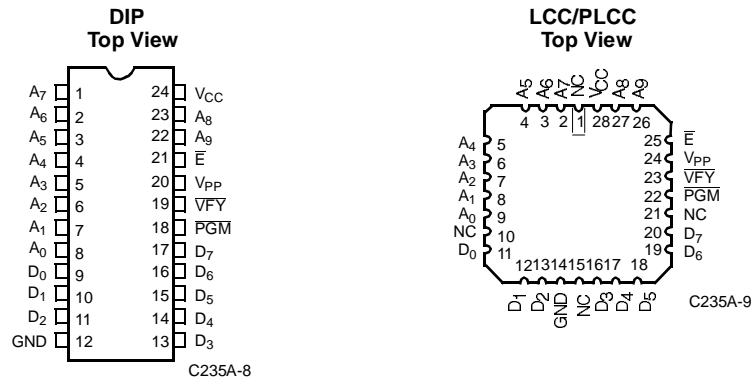 DIP
Top View
A7 1 24 VCC
A6 2 23 A8
A5 3 22 A9
A4 4 21 E
A3 5 20 VPP
A2 6 19 VFY
A1 7 18 PGM
A0 8 17 D7
D0 9 16 D6
D1 10 15 D5
D2 11 14 D4
GND 12 13 D3
C235A-8
LCC/PLCC
Top View
A5 A6 A7 NC VCC A8 A9
4 3 2 1 28 27 26
A4 5 25 E
A3 6 24 VPP
A2 7 23 VFY
A1 8 22 PGM
A0 9 21 NC
NC 10 20 D7
D0 11 19 D6
12 13 14 15 16 17 18
D1 D2 GND NC D3 D4 D5
C235A-9